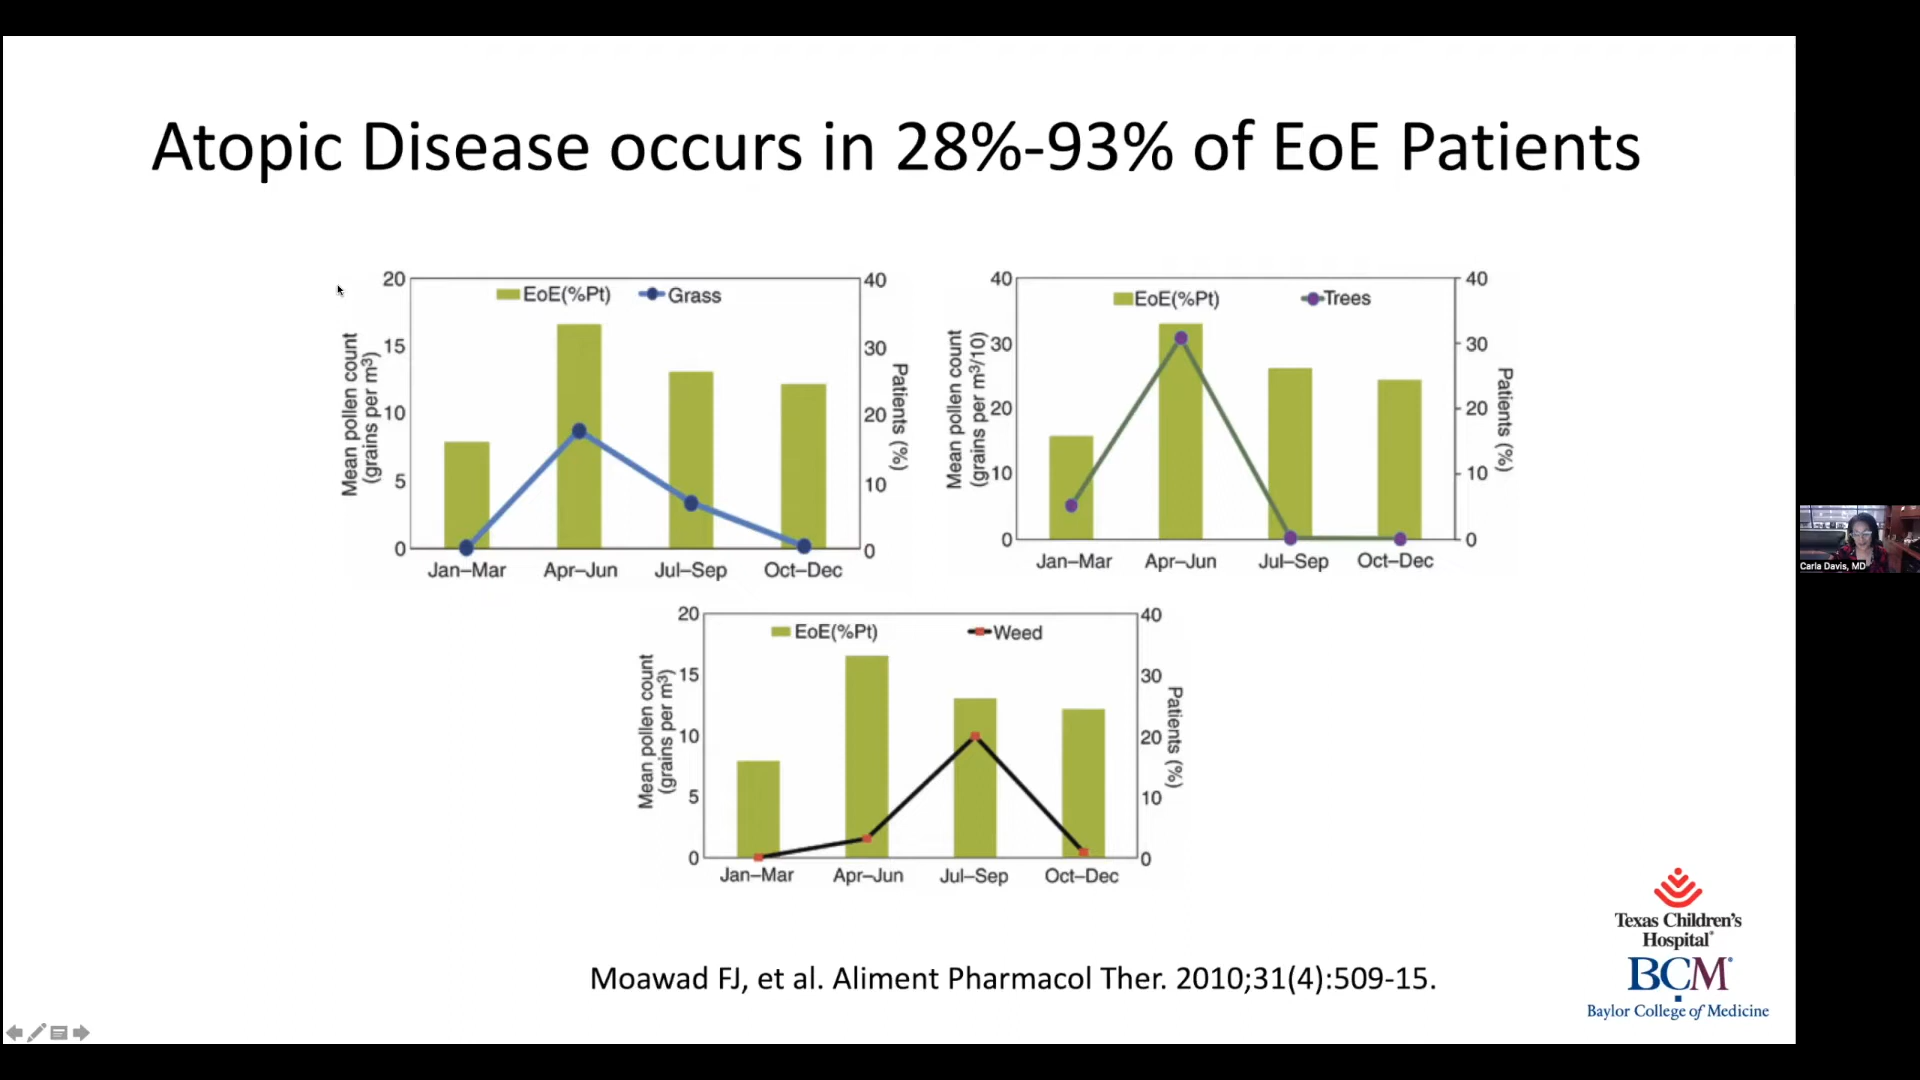 Atopic Disease occurs in 28%-93% of EoE Patients
EoE(%Pt) Grass
20
15
10
5
0
Mean pollen count
(grains per m³)
40
30
20
10
0
Patients (%)
Jan–Mar Apr–Jun Jul–Sep Oct–Dec
EoE(%Pt) Trees
40
30
20
10
0
Mean pollen count
(grains per m³/10)
40
30
20
10
0
Patients (%)
Jan–Mar Apr–Jun Jul–Sep Oct–Dec
EoE(%Pt) Weed
20
15
10
5
0
Mean pollen count
(grains per m³)
40
30
20
10
0
Patients (%)
Jan–Mar Apr–Jun Jul–Sep Oct–Dec
Carla Davis, MD
Moawad FJ, et al. Aliment Pharmacol Ther. 2010;31(4):509-15.
Texas Children's
Hospital®
BCM®
Baylor College of Medicine